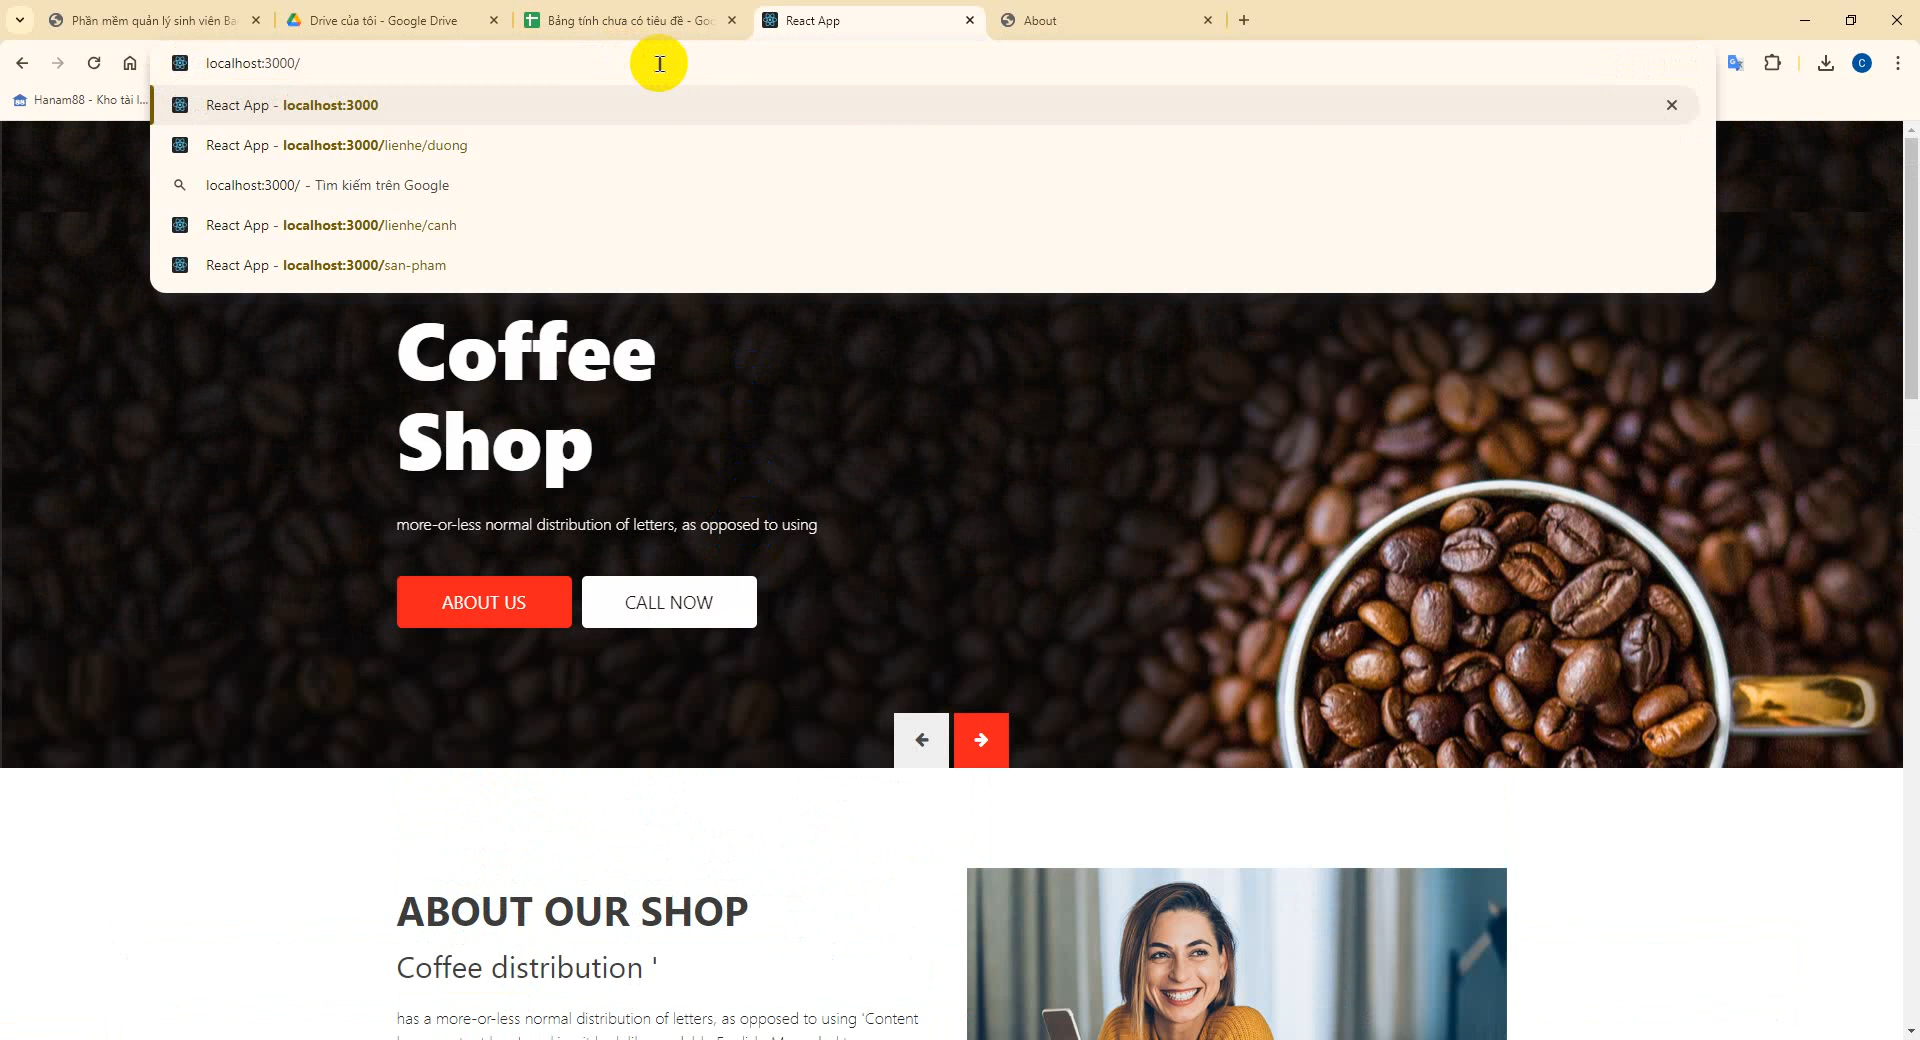 Phần mềm quản lý sinh viên Ba
Drive của tôi - Google Drive
Bảng tính chưa có tiêu đề - Goo
React App
About
localhost:3000/
C
Hanam88 - Kho tài l...
React App - localhost:3000
React App - localhost:3000/lienhe/duong
localhost:3000/ - Tìm kiếm trên Google
React App - localhost:3000/lienhe/canh
React App - localhost:3000/san-pham
Coffee
Shop
more-or-less normal distribution of letters, as opposed to using
ABOUT US
CALL NOW
ABOUT OUR SHOP
Coffee distribution '
has a more-or-less normal distribution of letters, as opposed to using 'Content